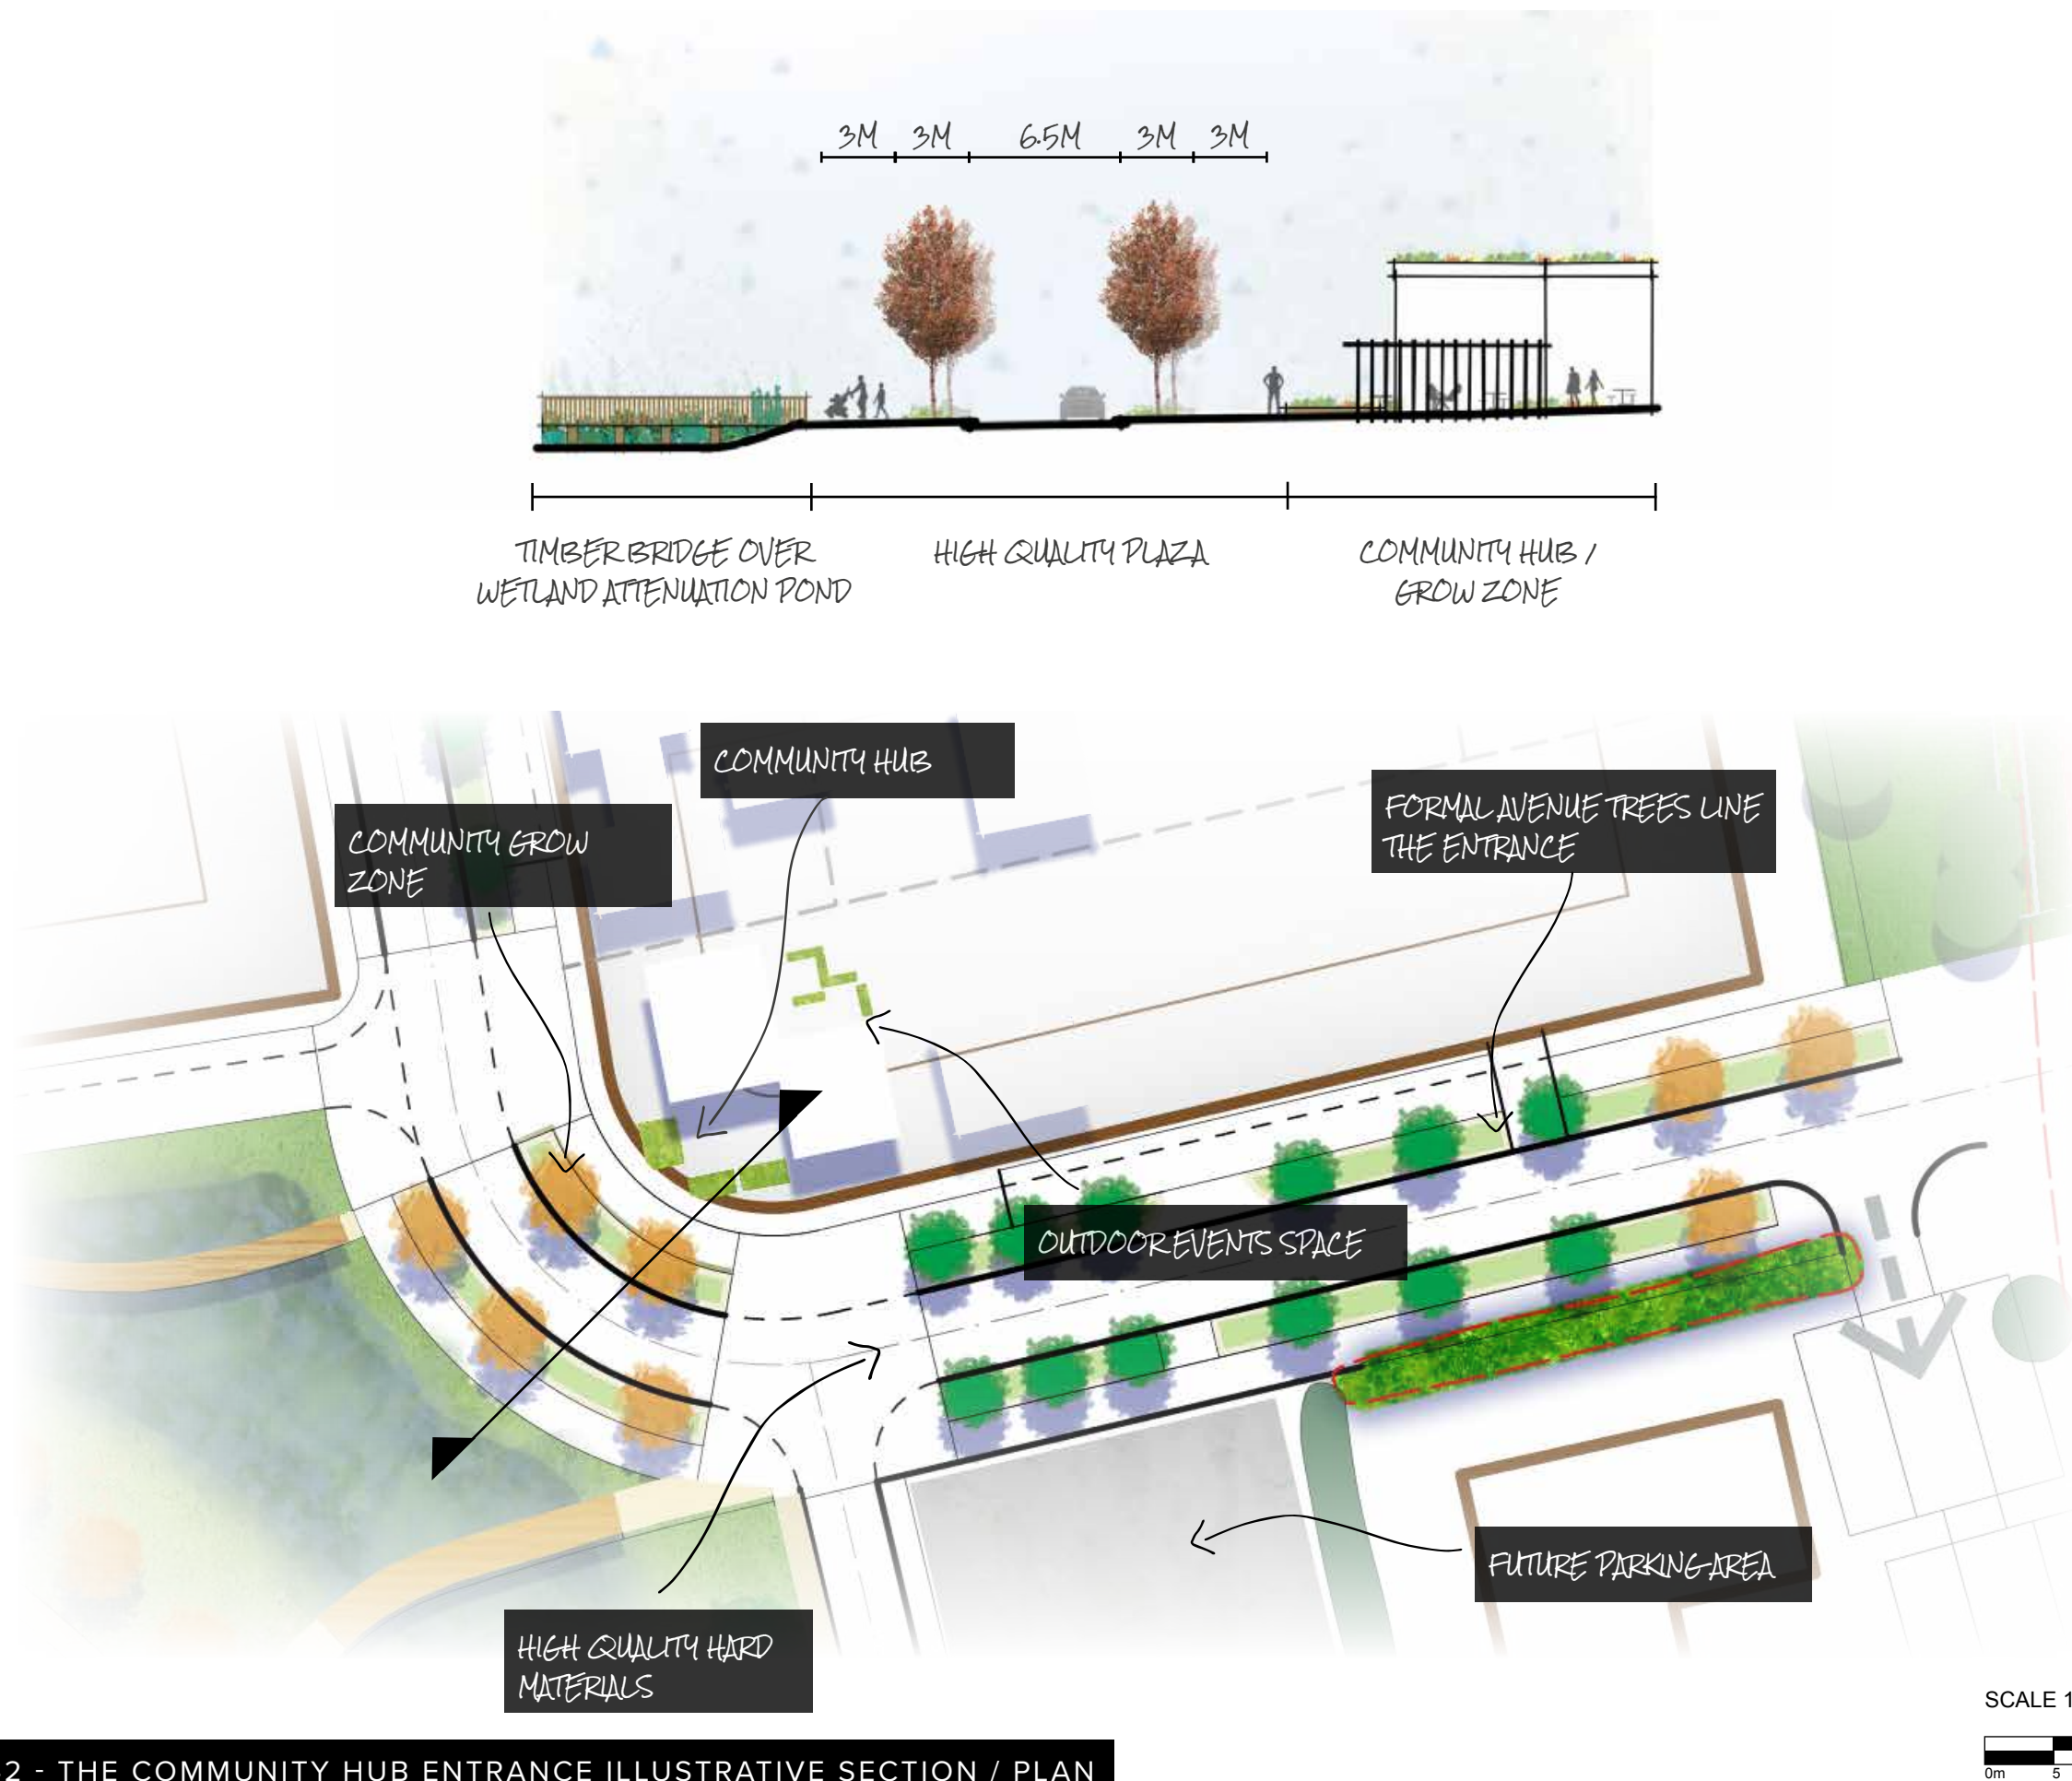 3M 3M 6.5M 3M 3M
TIMBER BRIDGE OVER
WETLAND ATTENUATION POND
HIGH QUALITY PLAZA
COMMUNITY HUB /
GROW ZONE
COMMUNITY HUB
COMMUNITY GROW
ZONE
FORMAL AVENUE TREES LINE
THE ENTRANCE
OUTDOOR EVENTS SPACE
FUTURE PARKING AREA
HIGH QUALITY HARD
MATERIALS
SCALE 1
0m 5
2 - THE COMMUNITY HUB ENTRANCE ILLUSTRATIVE SECTION / PLAN